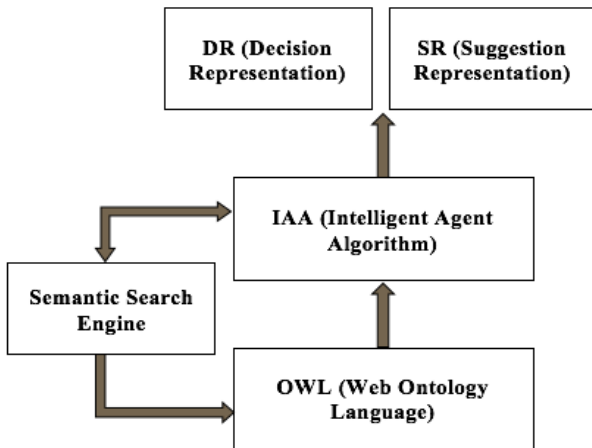 DR (Decision
Representation)
SR (Suggestion
Representation)
IAA (Intelligent Agent
Algorithm)
Semantic Search
Engine
OWL (Web Ontology
Language)